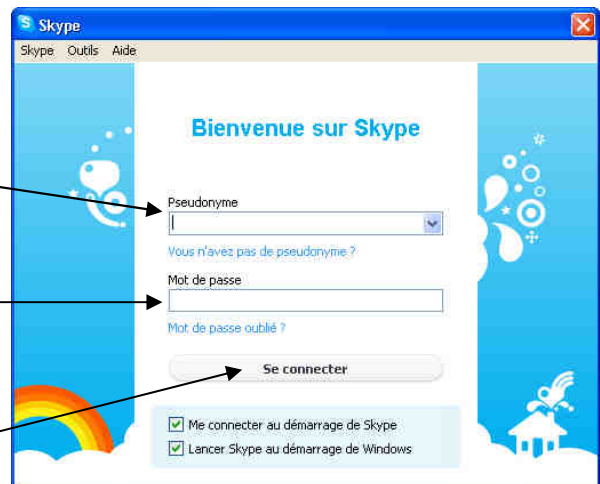 Skype
Skype Outils Aide
Bienvenue sur Skype
Pseudonyme
Vous n'avez pas de pseudonyme ?
Mot de passe
Mot de passe oublié ?
Se connecter
Me connecter au démarrage de Skype
Lancer Skype au démarrage de Windows